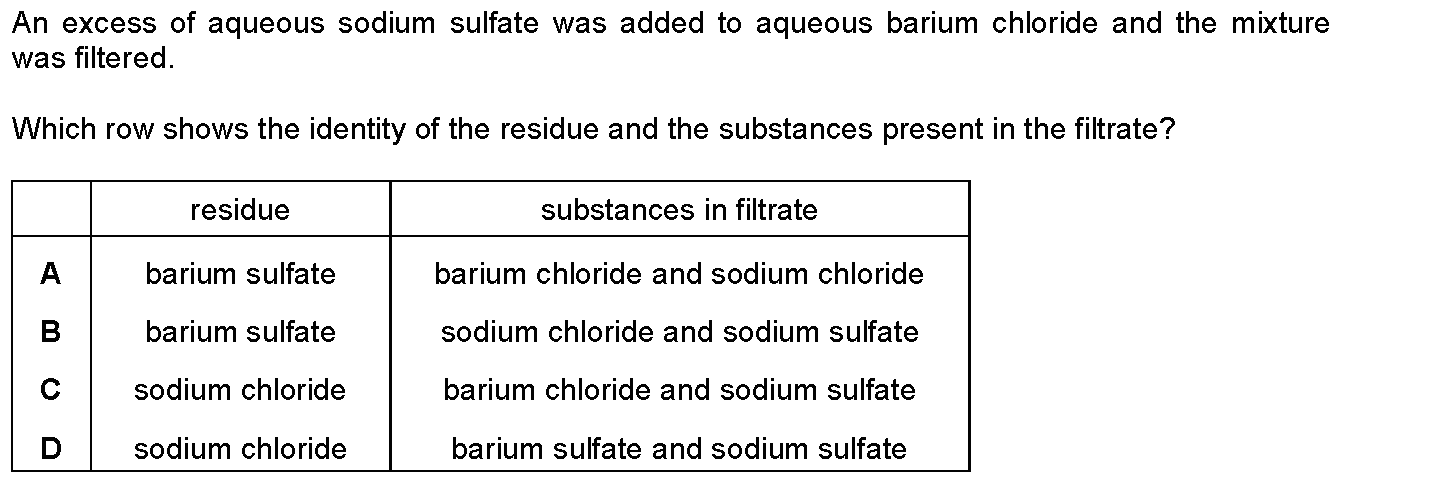 An excess of aqueous sodium sulfate was added to aqueous barium chloride and the mixture
was filtered.
Which row shows the identity of the residue and the substances present in the filtrate?
residue substances in filtrate
A barium sulfate barium chloride and sodium chloride
B barium sulfate sodium chloride and sodium sulfate
C sodium chloride barium chloride and sodium sulfate
D sodium chloride barium sulfate and sodium sulfate